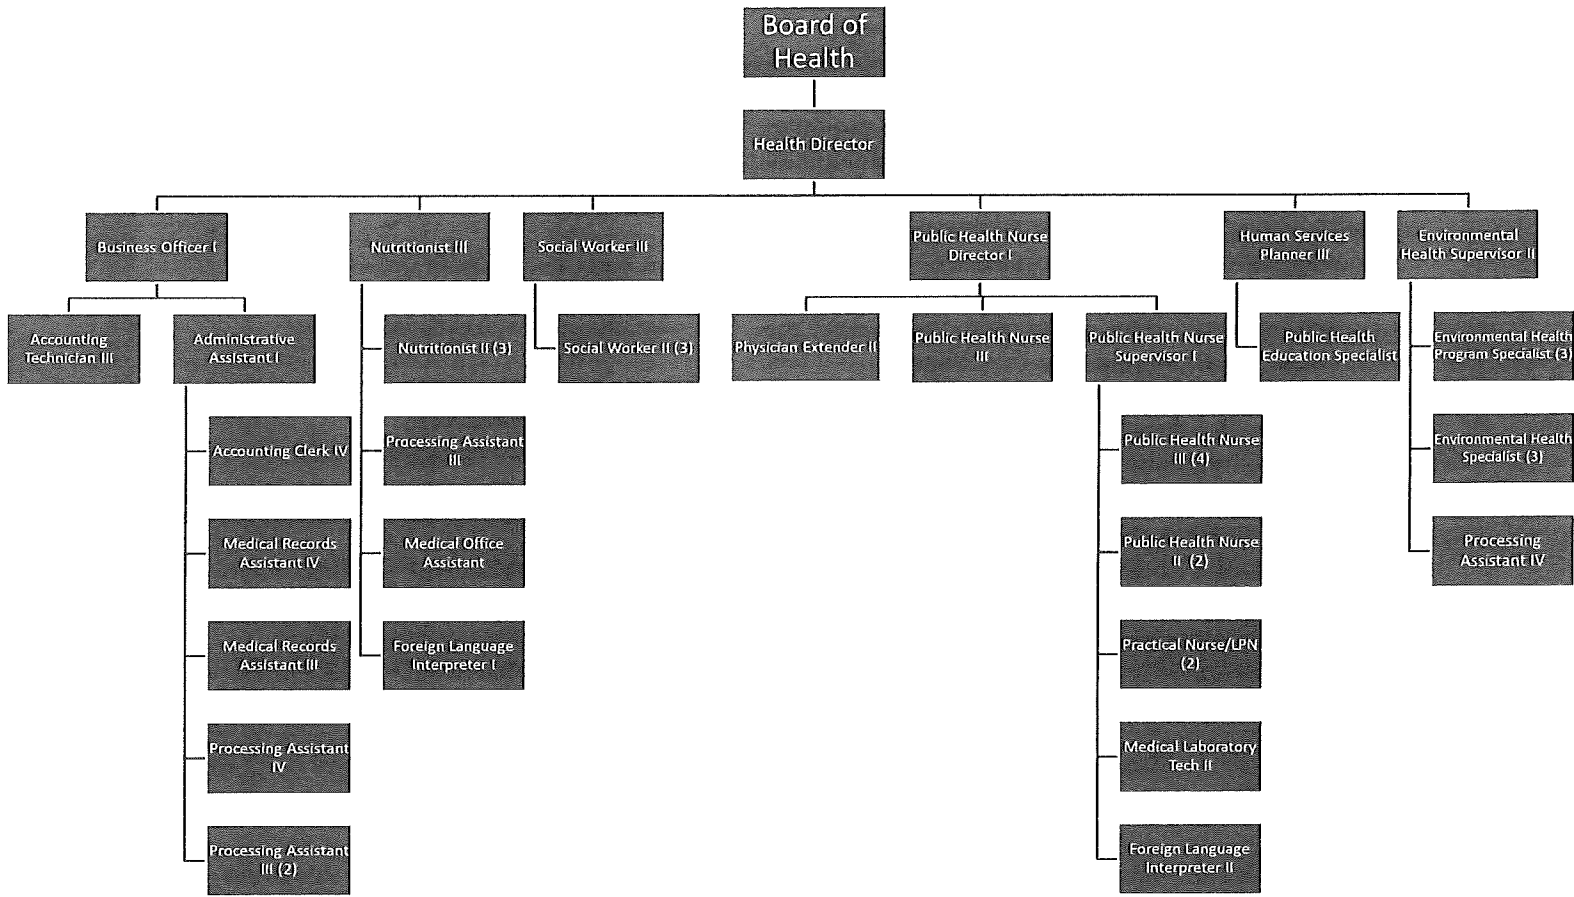 Board of
Health
Health Director
Business Officer I
Nutritionist III
Social Worker III
Public Health Nurse
Director I
Human Services
Planner III
Environmental
Health Supervisor II
Accounting
Technician III
Administrative
Assistant I
Nutritionist II (3)
Social Worker II (3)
Physician Extender II
Public Health Nurse
III
Public Health Nurse
Supervisor I
Public Health
Education Specialist
Environmental Health
Program Specialist (3)
Accounting Clerk IV
Processing Assistant
III
Public Health Nurse
III (4)
Environmental Health
Specialist (3)
Medical Records
Assistant IV
Medical Office
Assistant
Public Health Nurse
II (2)
Processing
Assistant IV
Medical Records
Assistant III
Foreign Language
Interpreter I
Practical Nurse/LPN
(2)
Processing Assistant
IV
Medical Laboratory
Tech II
Processing Assistant
III (2)
Foreign Language
Interpreter II